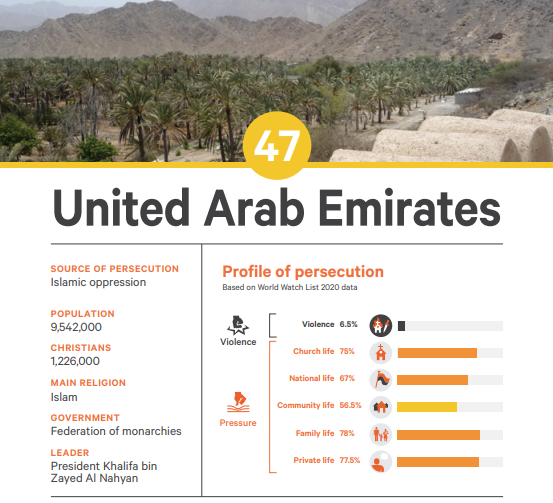 47
United Arab Emirates
SOURCE OF PERSECUTION
Islamic oppression
POPULATION
9,542,000
CHRISTIANS
1,226,000
MAIN RELIGION
Islam
GOVERNMENT
Federation of monarchies
LEADER
President Khalifa bin
Zayed Al Nahyan
Profile of persecution
Based on World Watch List 2020 data
Violence
Violence 6.5%
Church life 75%
National life 67%
Community life 56.5%
Pressure
Family life 78%
Private life 77.5%